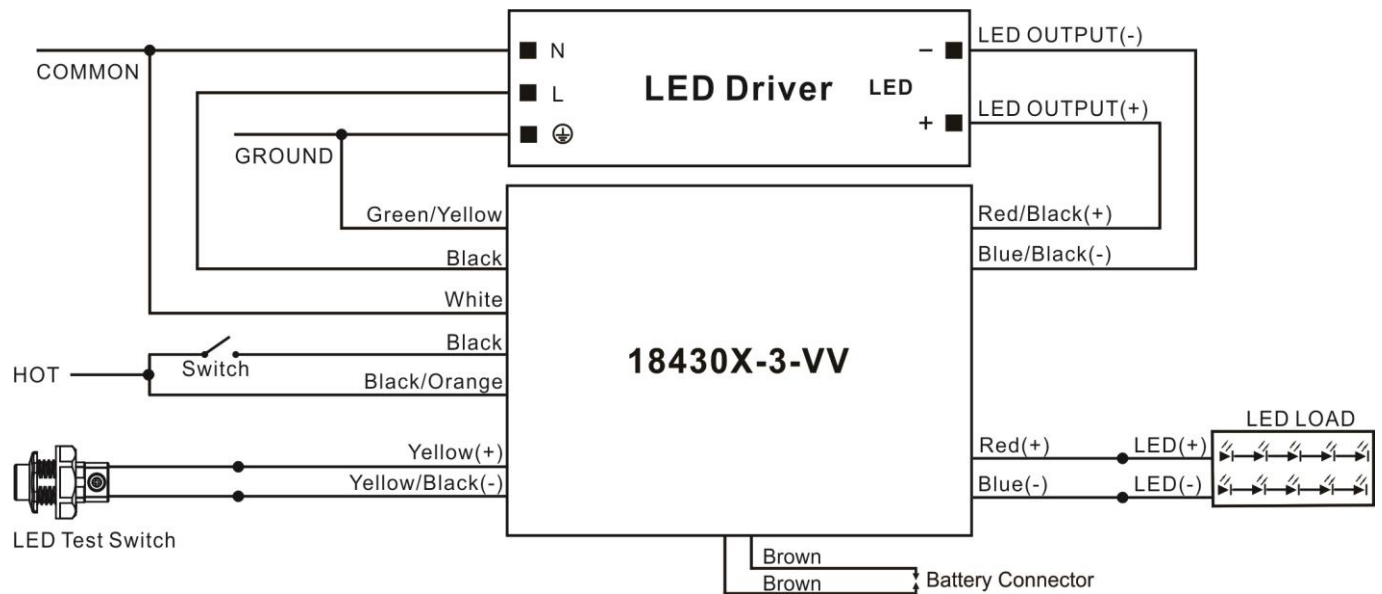 COMMON
N
L
GROUND
LED Driver
LED
−
+
LED OUTPUT(-)
LED OUTPUT(+)
Green/Yellow
Black
White
Black
Switch
HOT
Black/Orange
Yellow(+)
Yellow/Black(-)
LED Test Switch
18430X-3-VV
Red/Black(+)
Blue/Black(-)
Red(+)
Blue(-)
LED(+)
LED(-)
LED LOAD
Brown
Brown
Battery Connector